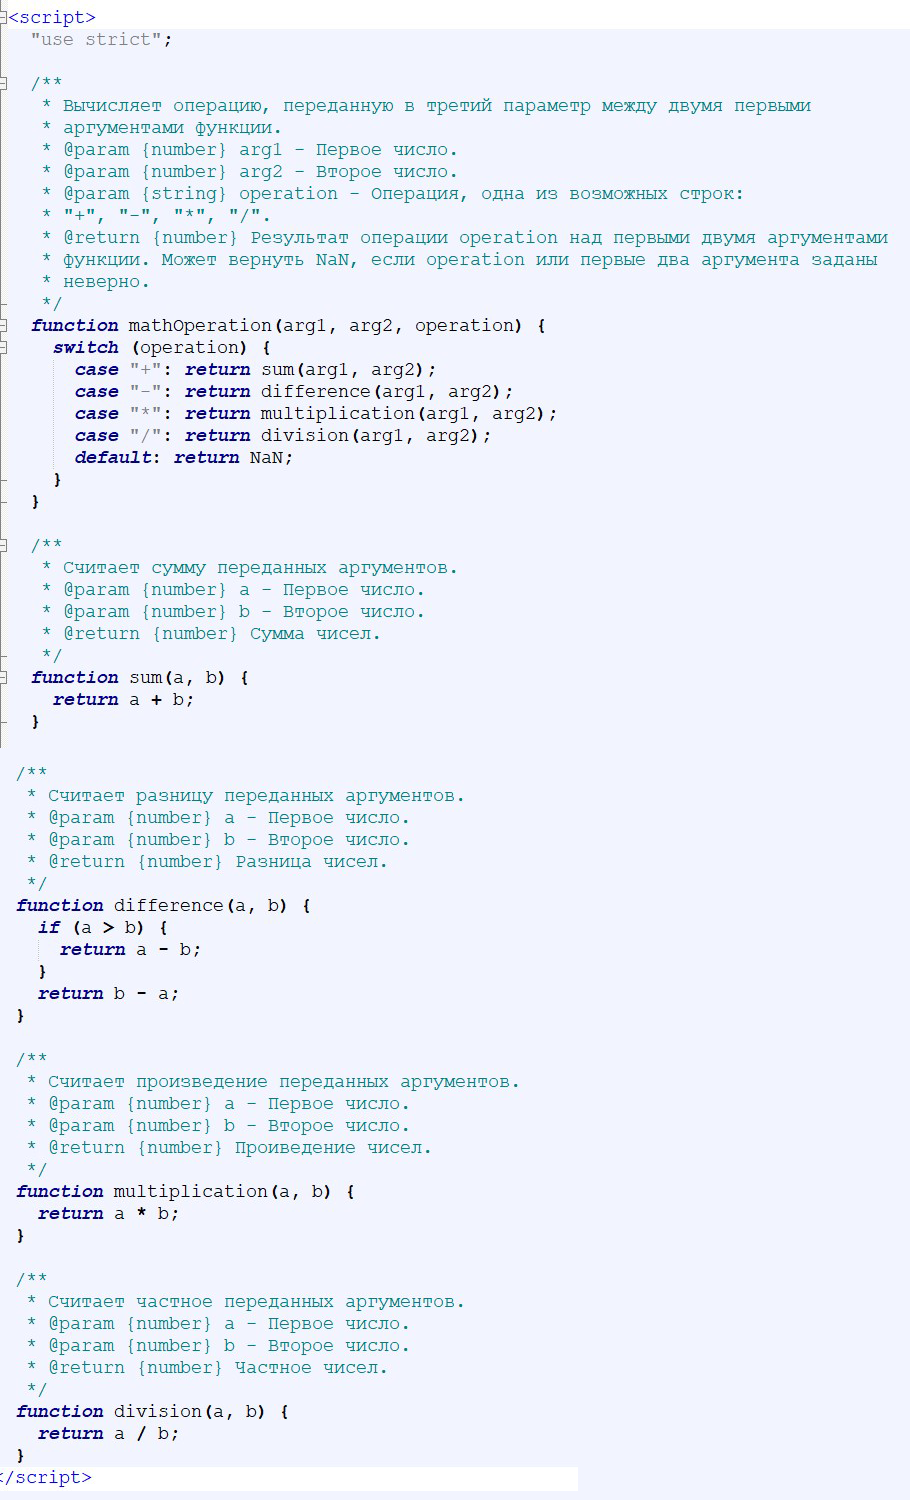 <script>
"use strict";
/**
* Вычисляет операцию, переданную в третий параметр между двумя первыми
* аргументами функции.
* @param {number} arg1 - Первое число.
* @param {number} arg2 - Второе число.
* @param {string} operation - Операция, одна из возможных строк:
* "+", "-", "*", "/".
* @return {number} Результат операции operation над первыми двумя аргументами
* функции. Может вернуть NaN, если operation или первые два аргумента заданы
* неверно.
*/
function mathOperation(arg1, arg2, operation) {
switch (operation) {
case "+": return sum(arg1, arg2);
case "-": return difference(arg1, arg2);
case "*": return multiplication(arg1, arg2);
case "/": return division(arg1, arg2);
default: return NaN;
}
}
/**
* Считает сумму переданных аргументов.
* @param {number} a - Первое число.
* @param {number} b - Второе число.
* @return {number} Сумма чисел.
*/
function sum(a, b) {
return a + b;
}
/**
* Считает разницу переданных аргументов.
* @param {number} a - Первое число.
* @param {number} b - Второе число.
* @return {number} Разница чисел.
*/
function difference(a, b) {
if (a > b) {
return a - b;
}
return b - a;
}
/**
* Считает произведение переданных аргументов.
* @param {number} a - Первое число.
* @param {number} b - Второе число.
* @return {number} Проиведение чисел.
*/
function multiplication(a, b) {
return a * b;
}
/**
* Считает частное переданных аргументов.
* @param {number} a - Первое число.
* @param {number} b - Второе число.
* @return {number} Частное чисел.
*/
function division(a, b) {
return a / b;
}
</script>